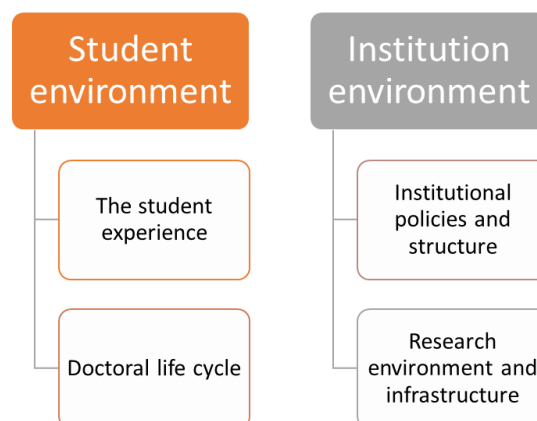 Student
environment
The student
experience
Doctoral life cycle
Institution
environment
Institutional
policies and
structure
Research
environment and
infrastructure